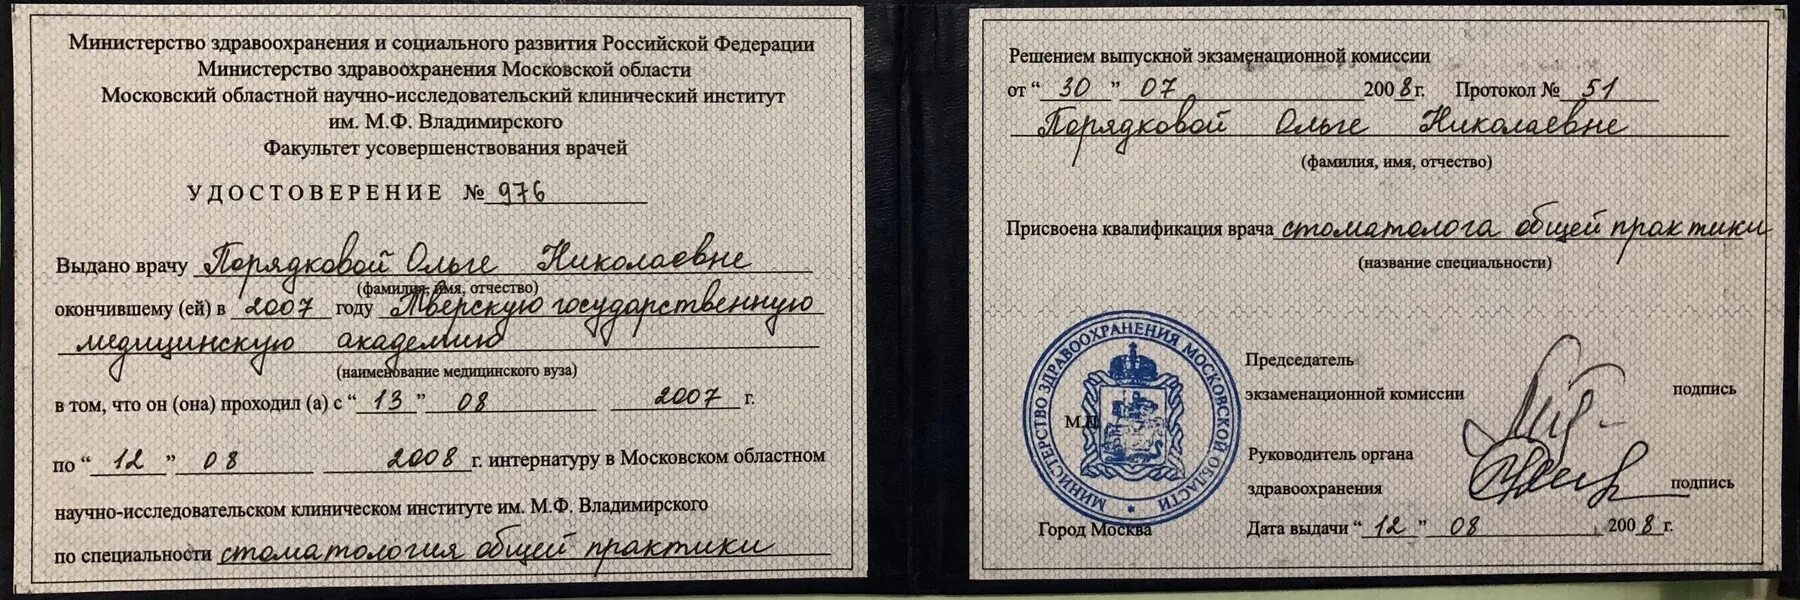 Министерство здравоохранения и социального развития Российской Федерации
Министерство здравоохранения Московской области
Московский областной научно-исследовательский клинический институт
им. М.Ф. Владимирского
Факультет усовершенствования врачей
УДОСТОВЕРЕНИЕ № 976
Выдано врачу Порядковой Ольге Николаевне
(фамилия, имя, отчество)
окончившему (ей) в 2007 году Тверскую государственную
медицинскую академию
(наименование медицинского вуза)
в том, что он (она) проходил (а) с “13” 08 2007 г.
по “12” 08 2008 г. интернатуру в Московском областном
научно-исследовательском клиническом институте им. М.Ф. Владимирского
по специальности стоматология общей практики
Решением выпускной экзаменационной комиссии
от “30” 07 2008 г. Протокол № 51
Порядковой Ольге Николаевне
(фамилия, имя, отчество)
Присвоена квалификация врача стоматолога общей практики
(название специальности)
МИНИСТЕРСТВО ЗДРАВООХРАНЕНИЯ МОСКОВСКОЙ ОБЛАСТИ
М.П.
Председатель
экзаменационной комиссии подпись
Руководитель органа
здравоохранения подпись
Город Москва Дата выдачи “12” 08 2008 г.